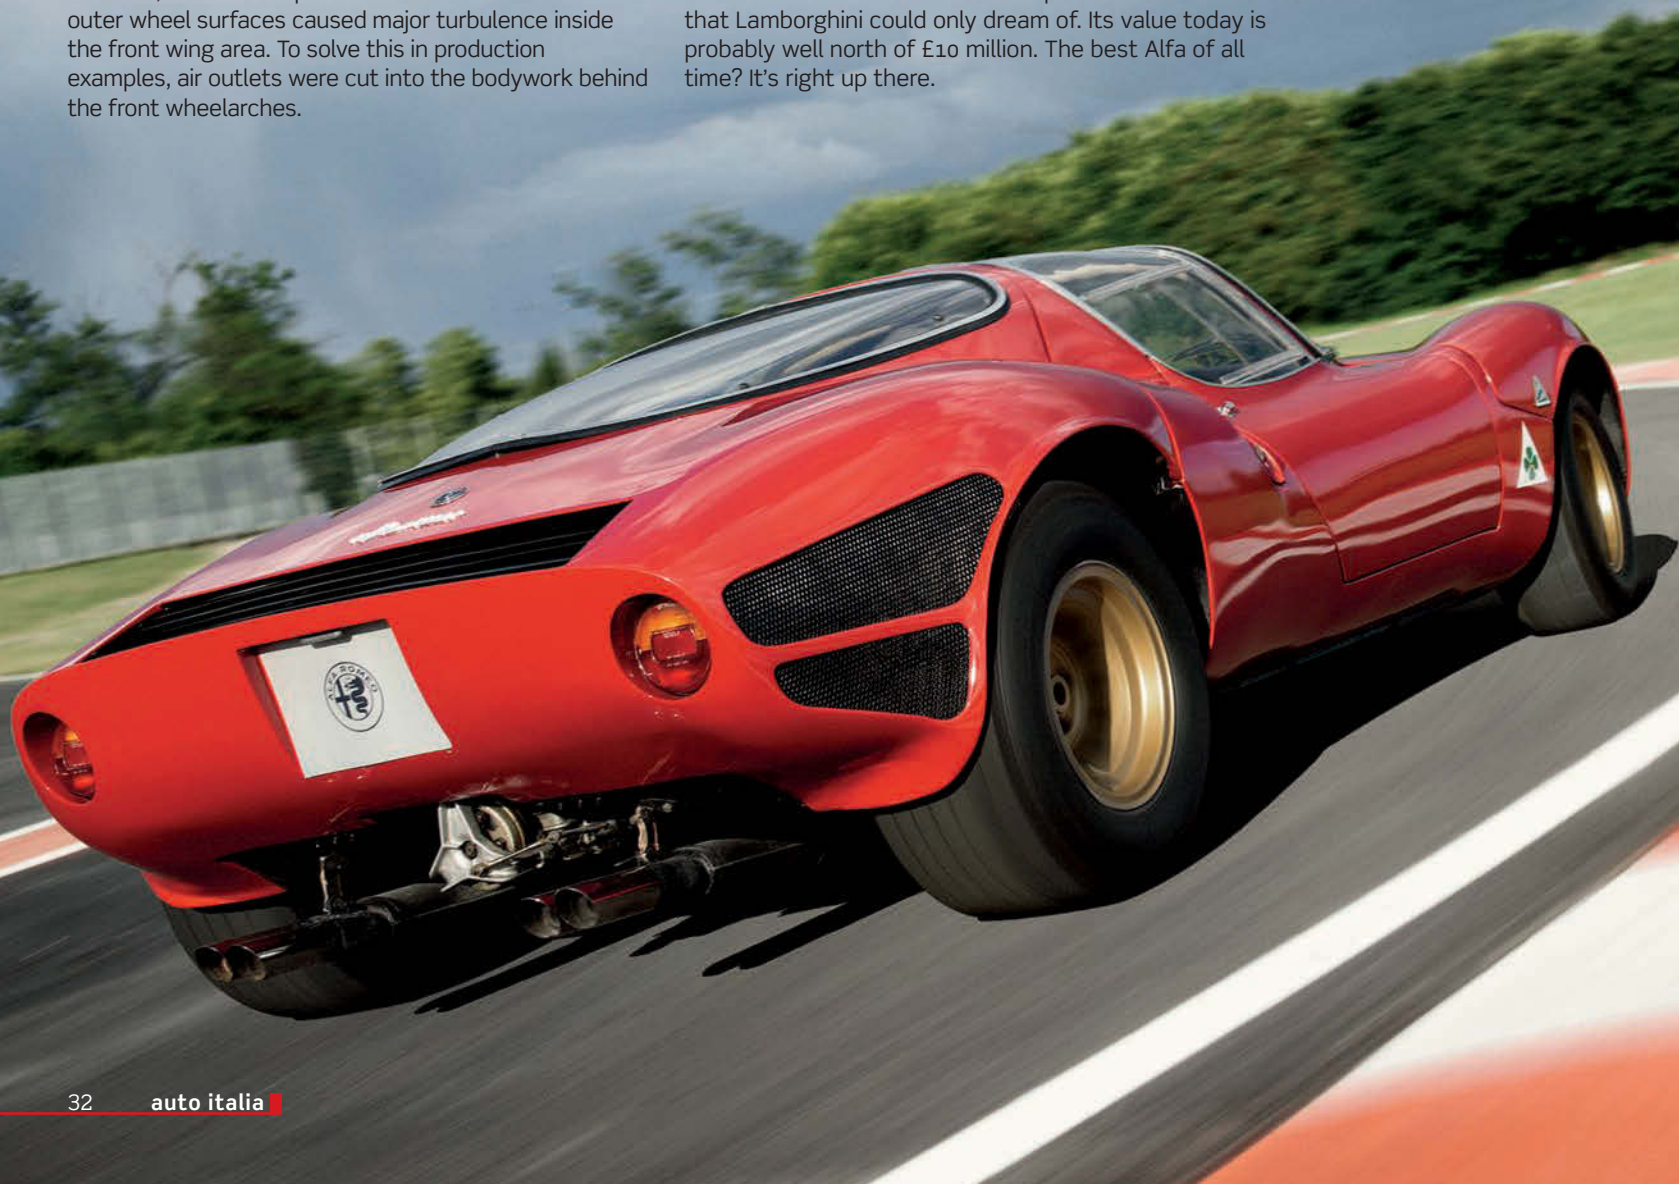 outer wheel surfaces caused major turbulence inside
the front wing area. To solve this in production
examples, air outlets were cut into the bodywork behind
the front wheelarches.
that Lamborghini could only dream of. Its value today is
probably well north of £10 million. The best Alfa of all
time? It's right up there.
ALFA ROMEO
32
auto italia